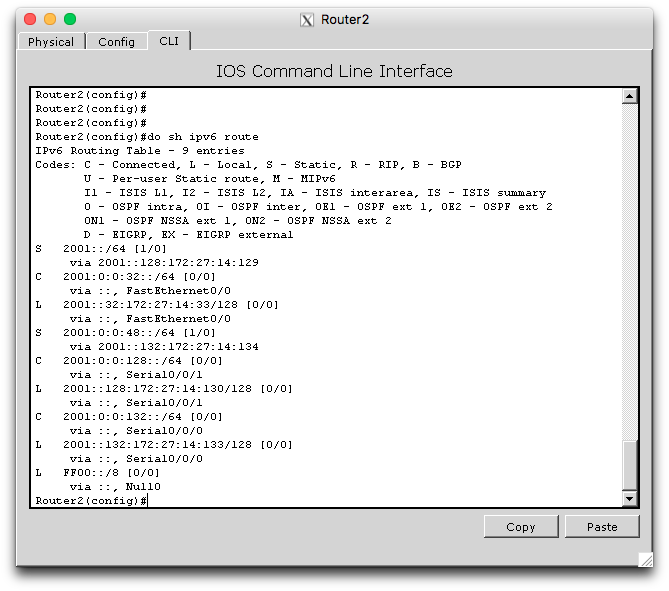 Router2
Physical Config CLI
IOS Command Line Interface
Router2(config)#
Router2(config)#
Router2(config)#
Router2(config)#do sh ipv6 route
IPv6 Routing Table - 9 entries
Codes: C - Connected, L - Local, S - Static, R - RIP, B - BGP
U - Per-user Static route, M - MIPv6
I1 - ISIS L1, I2 - ISIS L2, IA - ISIS interarea, IS - ISIS summary
O - OSPF intra, OI - OSPF inter, OE1 - OSPF ext 1, OE2 - OSPF ext 2
ON1 - OSPF NSSA ext 1, ON2 - OSPF NSSA ext 2
D - EIGRP, EX - EIGRP external
S 2001::/64 [1/0]
via 2001::128:172:27:14:129
C 2001:0:0:32::/64 [0/0]
via ::, FastEthernet0/0
L 2001::32:172:27:14:33/128 [0/0]
via ::, FastEthernet0/0
S 2001:0:0:48::/64 [1/0]
via 2001::132:172:27:14:134
C 2001:0:0:128::/64 [0/0]
via ::, Serial0/0/1
L 2001::128:172:27:14:130/128 [0/0]
via ::, Serial0/0/1
C 2001:0:0:132::/64 [0/0]
via ::, Serial0/0/0
L 2001::132:172:27:14:133/128 [0/0]
via ::, Serial0/0/0
L FF00::/8 [0/0]
via ::, Null0
Router2(config)#
Copy Paste